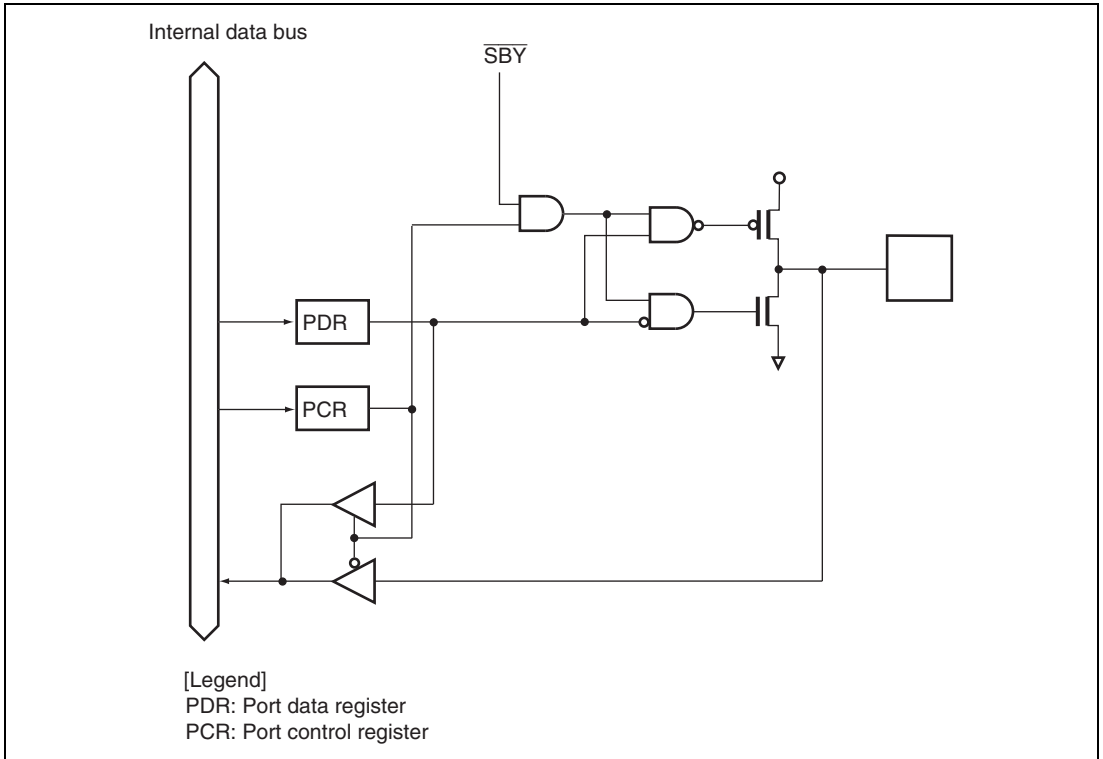 Internal data bus
SBY
PDR
PCR
[Legend]
PDR: Port data register
PCR: Port control register